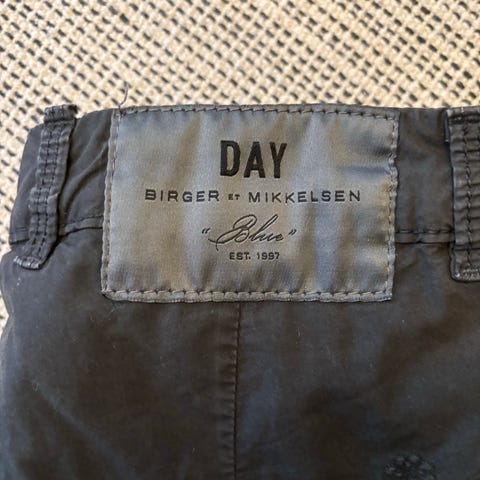 DAY
BIRGER ET MIKKELSEN
"Blue"
EST. 1997